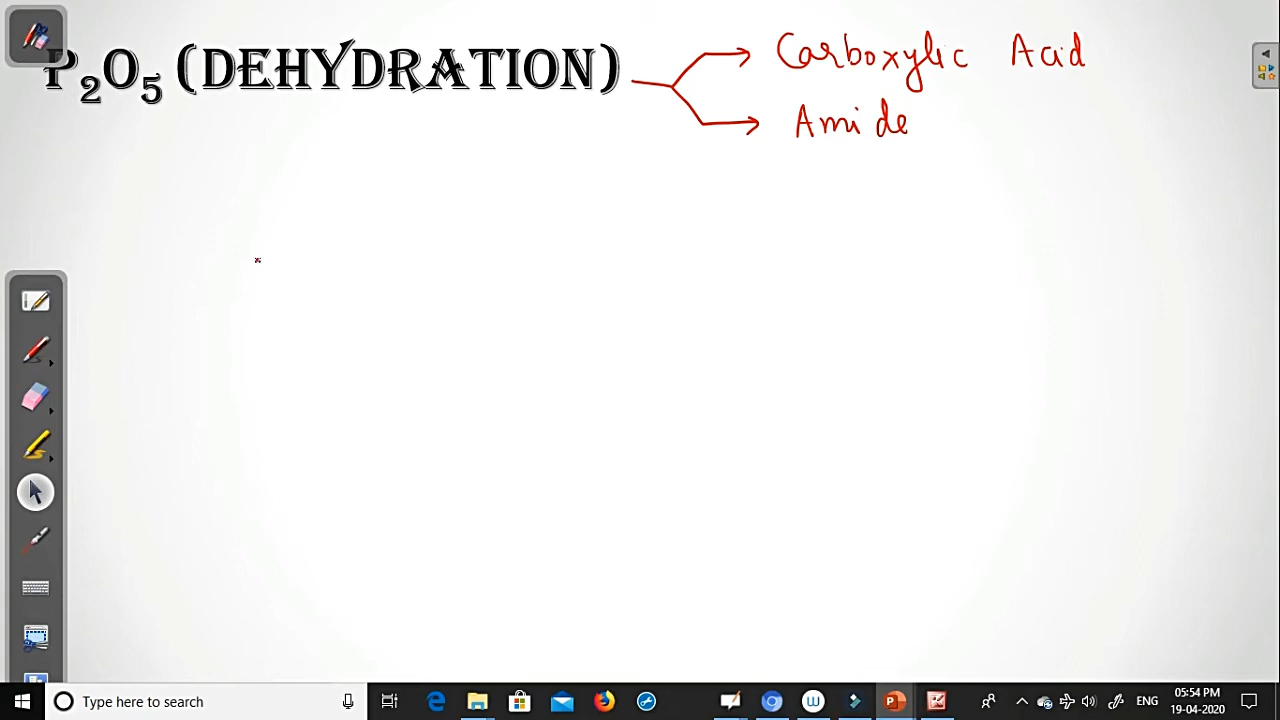 P2O5 (DEHYDRATION)
Carboxylic Acid
Amide
Type here to search
ENG
05:54 PM
19-04-2020